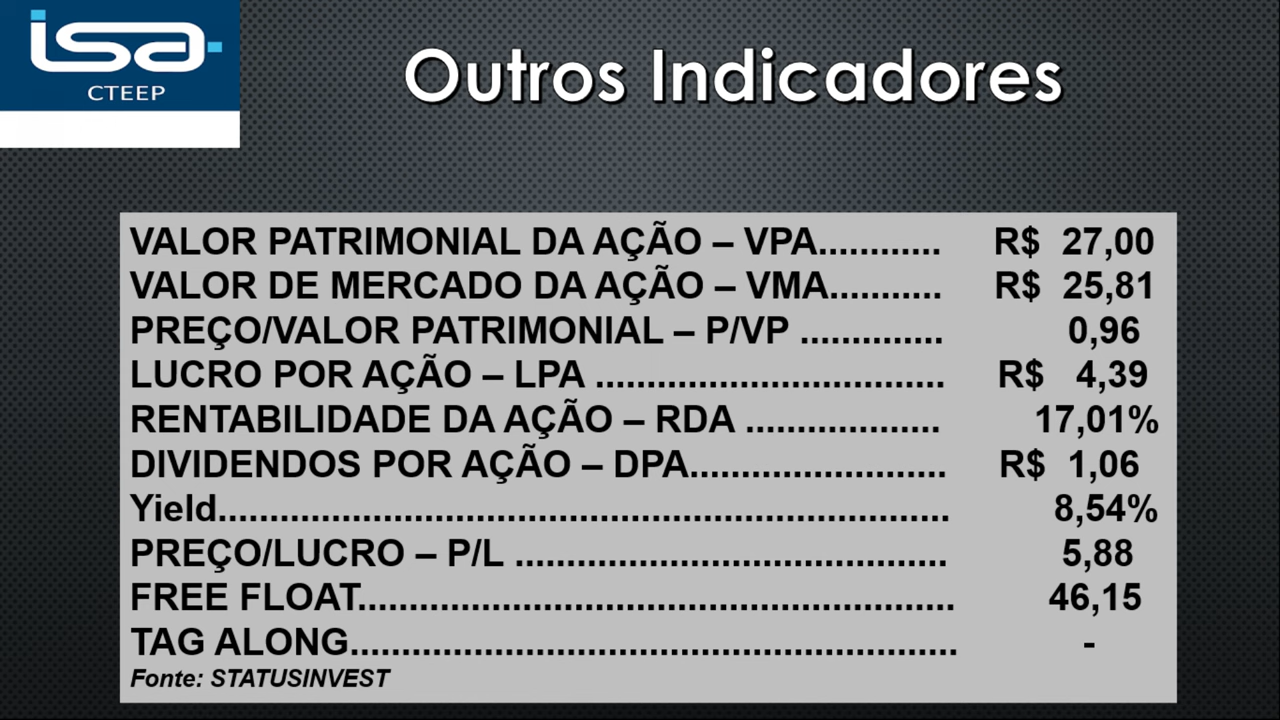 isa
CTEEP
Outros Indicadores
VALOR PATRIMONIAL DA AÇÃO – VPA............ R$ 27,00
VALOR DE MERCADO DA AÇÃO – VMA........... R$ 25,81
PREÇO/VALOR PATRIMONIAL – P/VP .............. 0,96
LUCRO POR AÇÃO – LPA .................................. R$ 4,39
RENTABILIDADE DA AÇÃO – RDA ................... 17,01%
DIVIDENDOS POR AÇÃO – DPA......................... R$ 1,06
Yield....................................................................... 8,54%
PREÇO/LUCRO – P/L .......................................... 5,88
FREE FLOAT.......................................................... 46,15
TAG ALONG........................................................... -
Fonte: STATUSINVEST